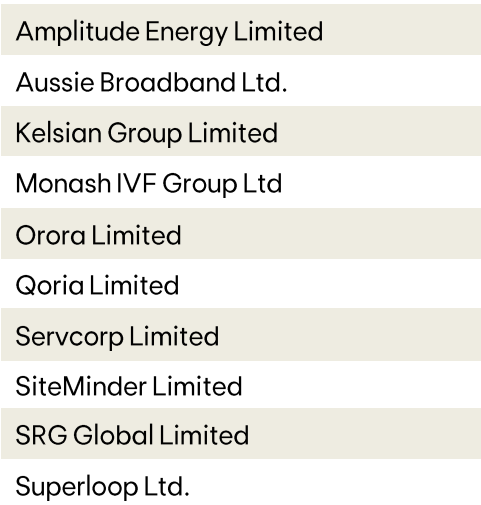 Amplitude Energy Limited
Aussie Broadband Ltd.
Kelsian Group Limited
Monash IVF Group Ltd
Orora Limited
Qoria Limited
Servcorp Limited
SiteMinder Limited
SRG Global Limited
Superloop Ltd.